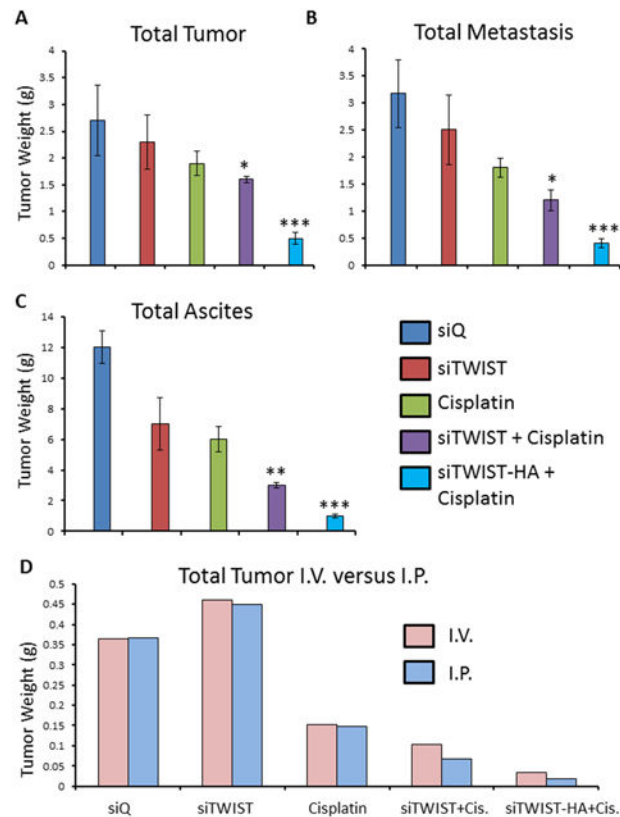 A
Total Tumor
Tumor Weight (g)
4
3.5
3
2.5
2
1.5
1
0.5
0
*
***
B
Total Metastasis
4
3.5
3
2.5
2
1.5
1
0.5
0
*
***
C
Total Ascites
Tumor Weight (g)
14
12
10
8
6
4
2
0
**
***
siQ
siTWIST
Cisplatin
siTWIST + Cisplatin
siTWIST-HA +
Cisplatin
D
Total Tumor I.V. versus I.P.
Tumor Weight (g)
0.5
0.45
0.4
0.35
0.3
0.25
0.2
0.15
0.1
0.05
0
I.V.
I.P.
siQ
siTWIST
Cisplatin
siTWIST+Cis.
siTWIST-HA+Cis.